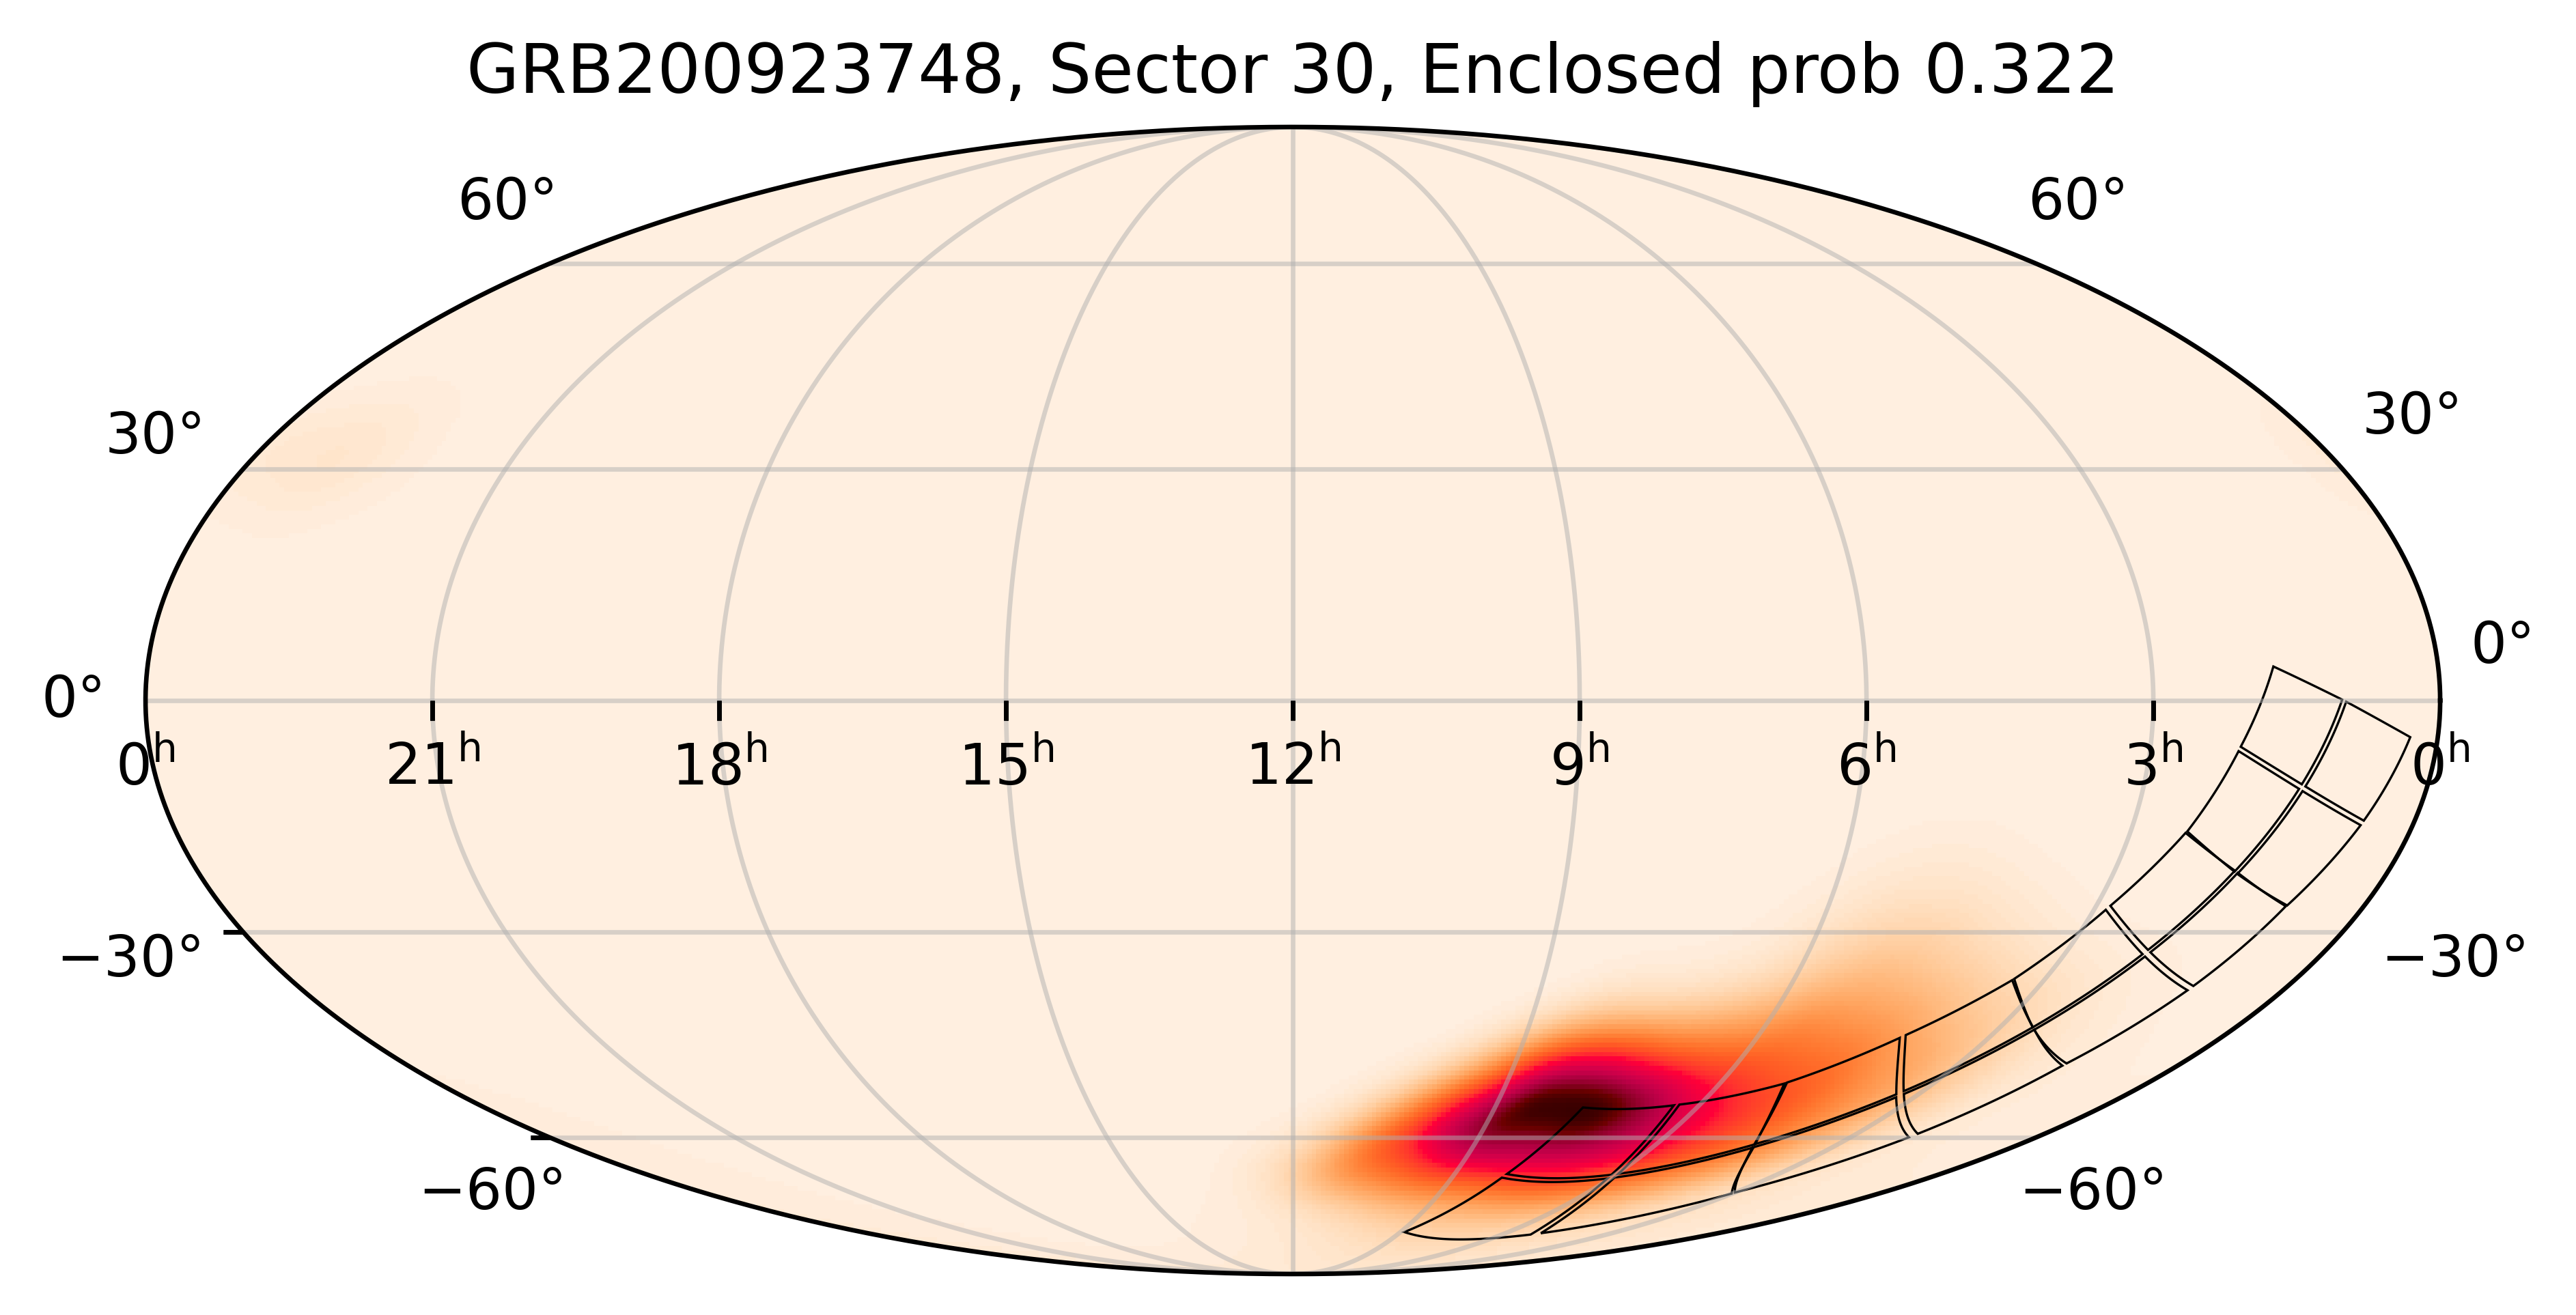 GRB200923748, Sector 30, Enclosed prob 0.322
60° 60°
30° 30°
0° 0°
0h 21h 18h 15h 12h 9h 6h 3h 0h
−30° −30°
−60° −60°